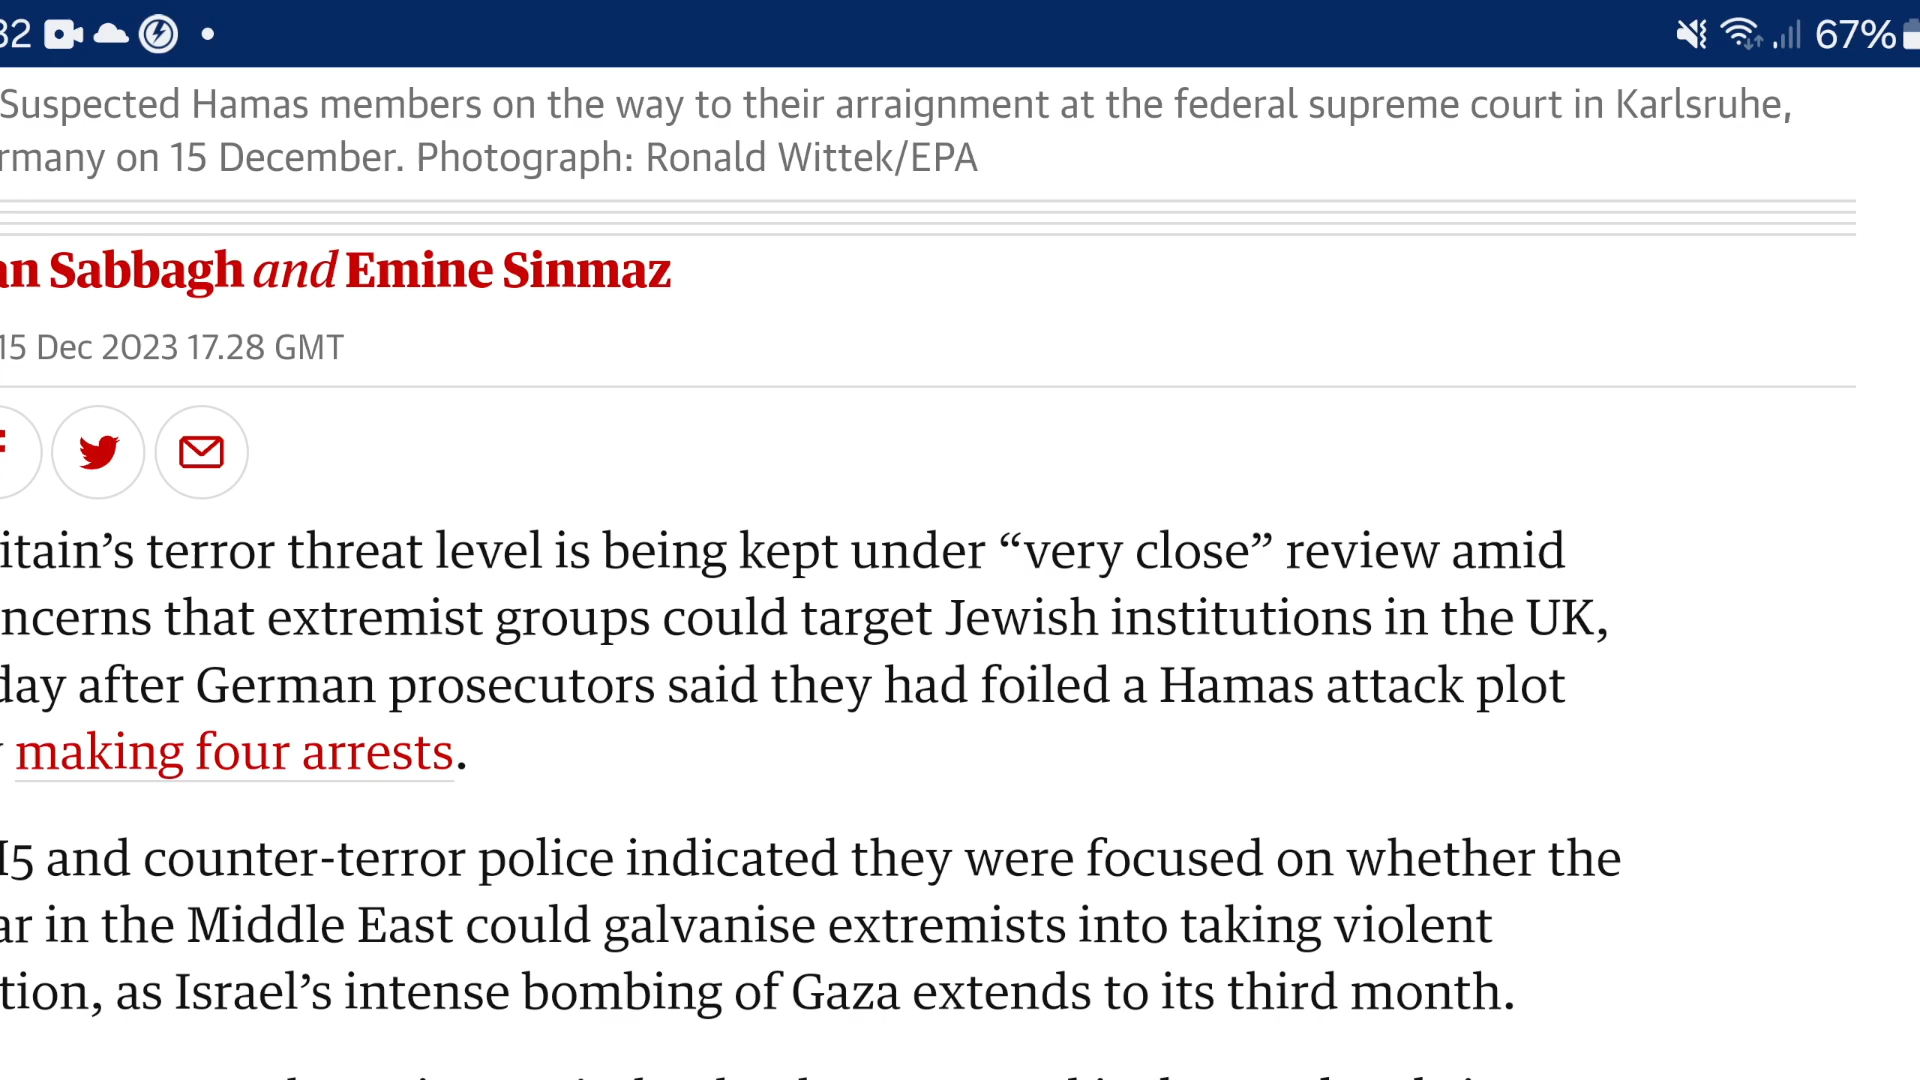 32 67%
Suspected Hamas members on the way to their arraignment at the federal supreme court in Karlsruhe,
rmany on 15 December. Photograph: Ronald Wittek/EPA
an Sabbagh and Emine Sinmaz
15 Dec 2023 17.28 GMT
itain’s terror threat level is being kept under “very close” review amid
ncerns that extremist groups could target Jewish institutions in the UK,
day after German prosecutors said they had foiled a Hamas attack plot
making four arrests.
I5 and counter-terror police indicated they were focused on whether the
ar in the Middle East could galvanise extremists into taking violent
tion, as Israel’s intense bombing of Gaza extends to its third month.